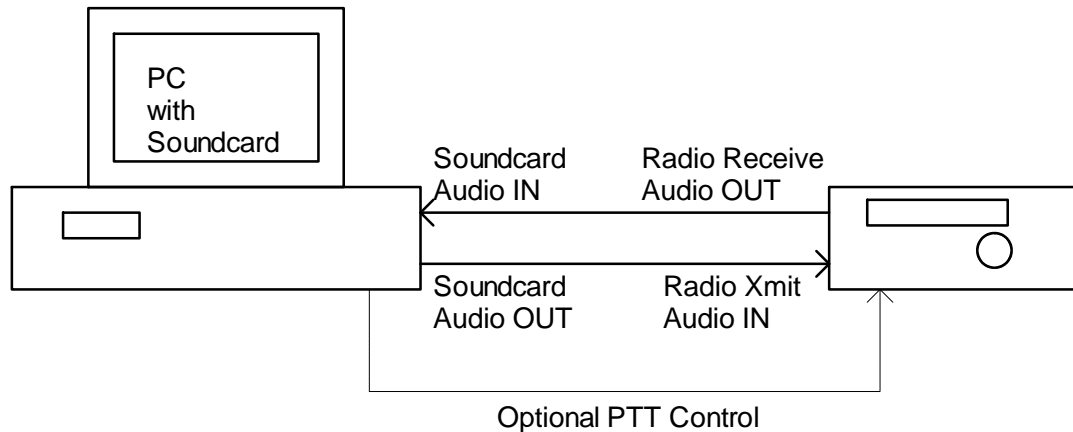 PC
with
Soundcard
Soundcard
Audio IN
Radio Receive
Audio OUT
Soundcard
Audio OUT
Radio Xmit
Audio IN
Optional PTT Control